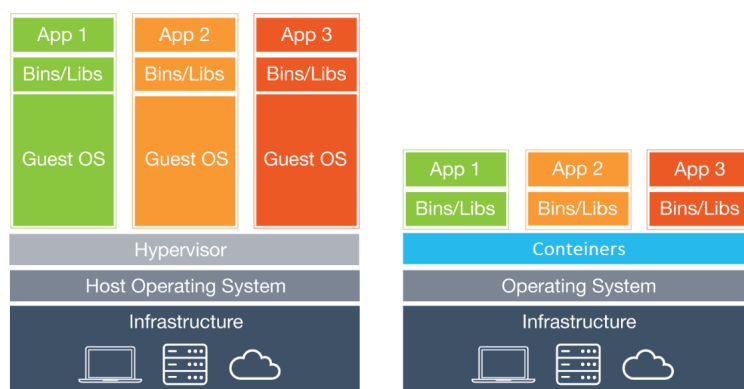 App 1
Bins/Libs
Guest OS
App 2
Bins/Libs
Guest OS
App 3
Bins/Libs
Guest OS
Hypervisor
Host Operating System
Infrastructure
App 1
Bins/Libs
App 2
Bins/Libs
App 3
Bins/Libs
Conteiners
Operating System
Infrastructure